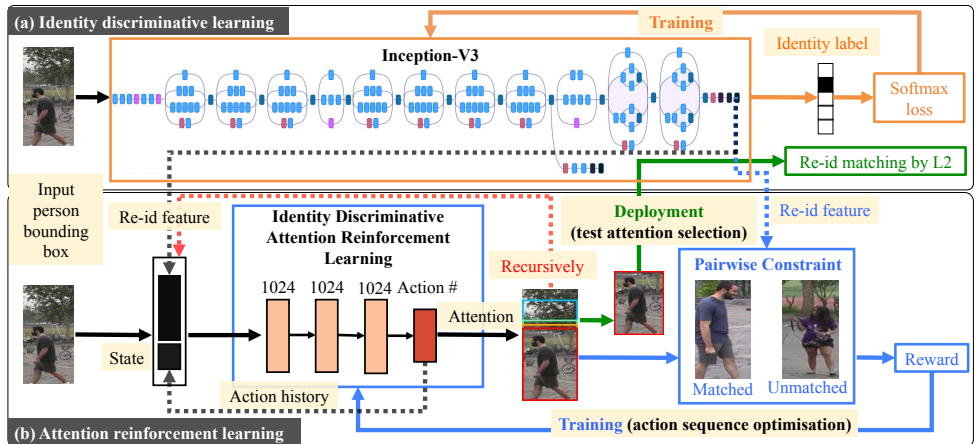 (a) Identity discriminative learning
Training
Inception-V3
Identity label
Softmax
loss
Re-id matching by L2
Input
person
bounding
box
Re-id feature
Identity Discriminative
Attention Reinforcement
Learning
Deployment
(test attention selection)
Re-id feature
Recursively
Pairwise Constraint
1024
1024
1024
Action #
Attention
State
Action history
Matched
Unmatched
Reward
Training (action sequence optimisation)
(b) Attention reinforcement learning